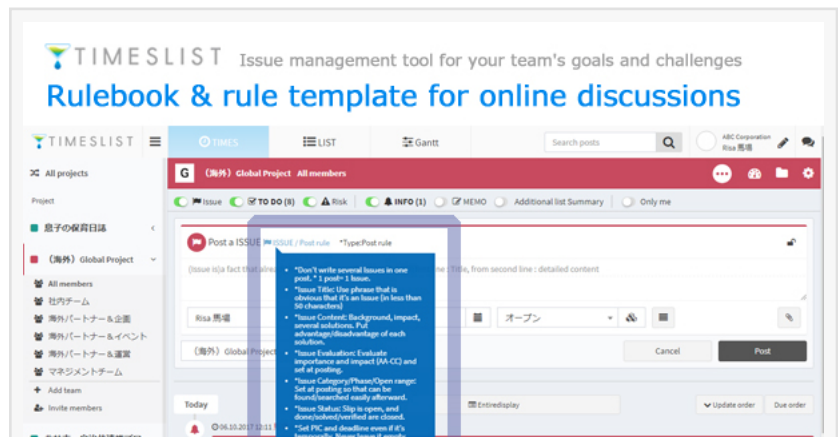 TIMESLIST Issue management tool for your team's goals and challenges
Rulebook & rule template for online discussions
TIMESLIST
TIMES
LIST
Gantt
Search posts
ABC Corporation
Risa 馬場
All projects
G (海外) Global Project All members
Project
Issue TO DO (8) Risk INFO (1) MEMO Additional list Summary Only me
息子の保育日誌
Post a ISSUE ISSUE / Post rule *Type:Post rule
(海外) Global Project
(Issue is)a fact that alrea
ne : Title, from second line : detailed content
*Don't write several Issues in one
post. * 1 post= 1 Issue.
*Issue Title: Use phrase that is
obvious that it's an Issue (in less than
50 characters)
*Issue Content: Background, impact,
several solutions. Put
advantage/disadvantage of each
solution.
*Issue Evaluation: Evaluate
importance and impact (AA-CC) and
set at posting.
*Issue Category/Phase/Open range:
Set at posting so that can be
found/searched easily afterward.
*Issue Status: Slip is open, and
done/solved/verified are closed.
*Set PIC and deadline even if it's
All members
社内チーム
海外パートナー＆企画
海外パートナー＆イベント
海外パートナー＆運営
マネジメントチーム
Add team
Invite members
Risa 馬場
オープン
(海外) Global Project
Cancel
Post
Today
Entiredisplay
Update order
Due order
06.10.2017 12:11